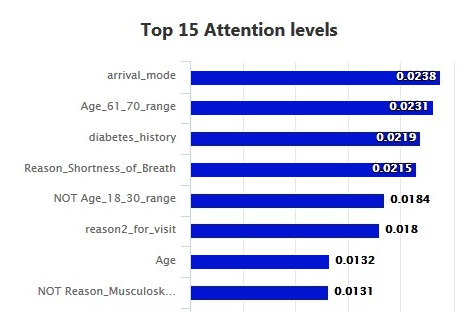 Top 15 Attention levels
arrival_mode 0.0238
Age_61_70_range 0.0231
diabetes_history 0.0219
Reason_Shortness_of_Breath 0.0215
NOT Age_18_30_range 0.0184
reason2_for_visit 0.018
Age 0.0132
NOT Reason_Musculosk... 0.0131